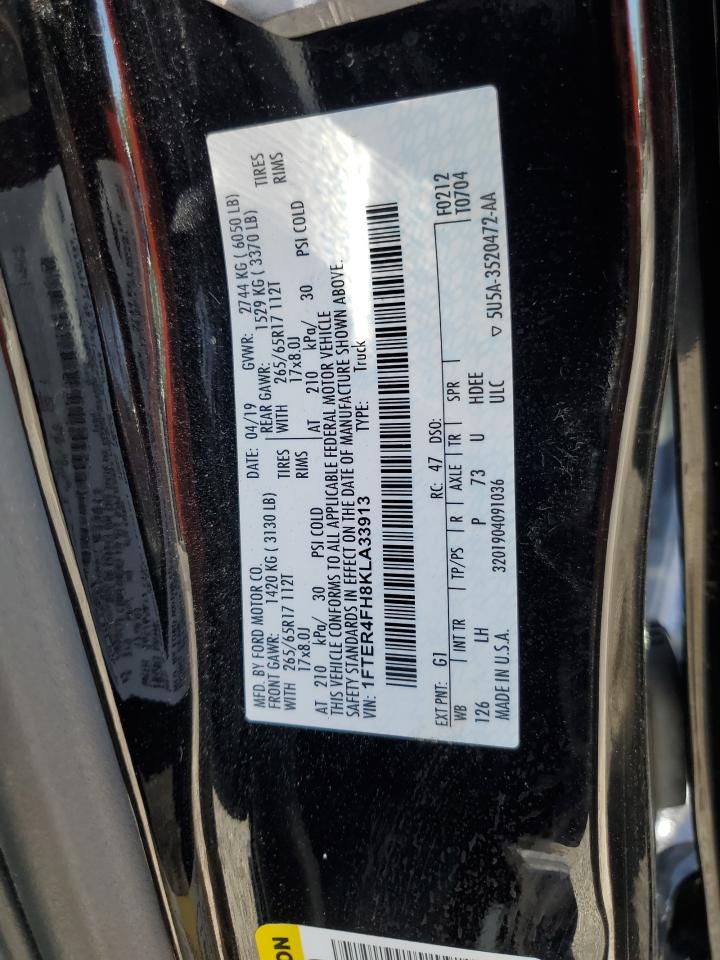 MFD. BY FORD MOTOR CO.
DATE: 04/19 GVWR: 2744 KG ( 6050 LB)
FRONT GAWR: 1420 KG ( 3130 LB) REAR GAWR: 1529 KG ( 3370 LB)
WITH 265/65R17 112T TIRES WITH 265/65R17 112T TIRES
17x8.0J RIMS 17x8.0J RIMS
AT 210 kPa/ 30 PSI COLD AT 210 kPa/ 30 PSI COLD
THIS VEHICLE CONFORMS TO ALL APPLICABLE FEDERAL MOTOR VEHICLE
SAFETY STANDARDS IN EFFECT ON THE DATE OF MANUFACTURE SHOWN ABOVE.
VIN: 1FTER4FH8KLA33913 TYPE: Truck
F0212
EXT PNT: G1 RC: 47 DSO: T0704
WB INT TR TP/PS R AXLE TR SPR
126 LH P 73 U HDEE
MADE IN U.S.A. 3201904091036 ULC ▽ 5U5A-3520472-AA
ON